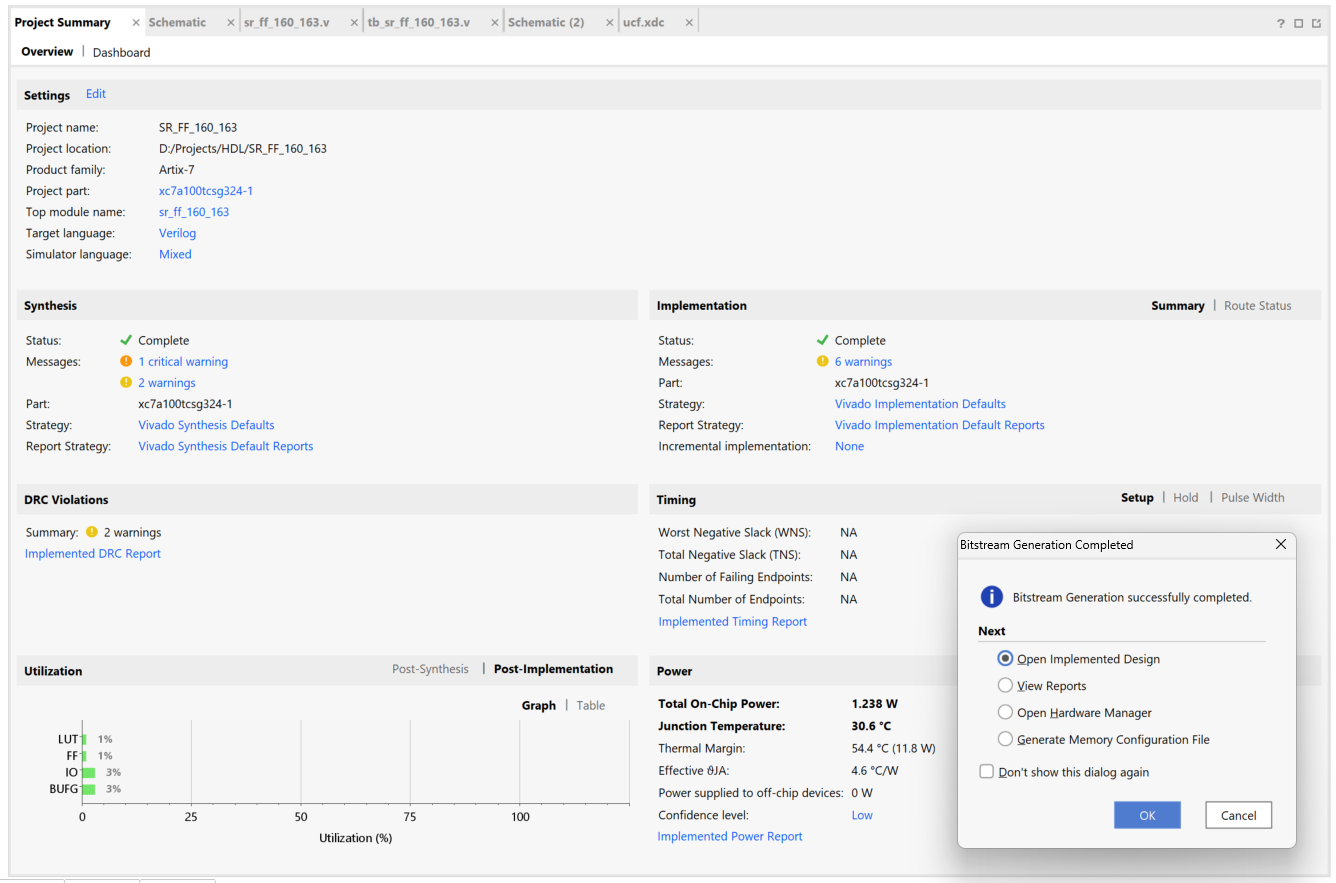 Project Summary × Schematic × sr_ff_160_163.v × tb_sr_ff_160_163.v × Schematic (2) × ucf.xdc × ?
Overview | Dashboard
Settings Edit
Project name: SR_FF_160_163
Project location: D:/Projects/HDL/SR_FF_160_163
Product family: Artix-7
Project part: xc7a100tcsg324-1
Top module name: sr_ff_160_163
Target language: Verilog
Simulator language: Mixed
Synthesis
Status: Complete
Messages: 1 critical warning
2 warnings
Part: xc7a100tcsg324-1
Strategy: Vivado Synthesis Defaults
Report Strategy: Vivado Synthesis Default Reports
Implementation Summary | Route Status
Status: Complete
Messages: 6 warnings
Part: xc7a100tcsg324-1
Strategy: Vivado Implementation Defaults
Report Strategy: Vivado Implementation Default Reports
Incremental implementation: None
DRC Violations
Summary: 2 warnings
Implemented DRC Report
Timing Setup | Hold | Pulse Width
Worst Negative Slack (WNS): NA
Total Negative Slack (TNS): NA
Number of Failing Endpoints: NA
Total Number of Endpoints: NA
Implemented Timing Report
Utilization Post-Synthesis | Post-Implementation
Graph | Table
LUT 1%
FF 1%
IO 3%
BUFG 3%
0 25 50 75 100
Utilization (%)
Power
Total On-Chip Power: 1.238 W
Junction Temperature: 30.6 °C
Thermal Margin: 54.4 °C (11.8 W)
Effective ϑJA: 4.6 °C/W
Power supplied to off-chip devices: 0 W
Confidence level: Low
Implemented Power Report
Bitstream Generation Completed
Bitstream Generation successfully completed.
Next
Open Implemented Design
View Reports
Open Hardware Manager
Generate Memory Configuration File
Don't show this dialog again
OK Cancel